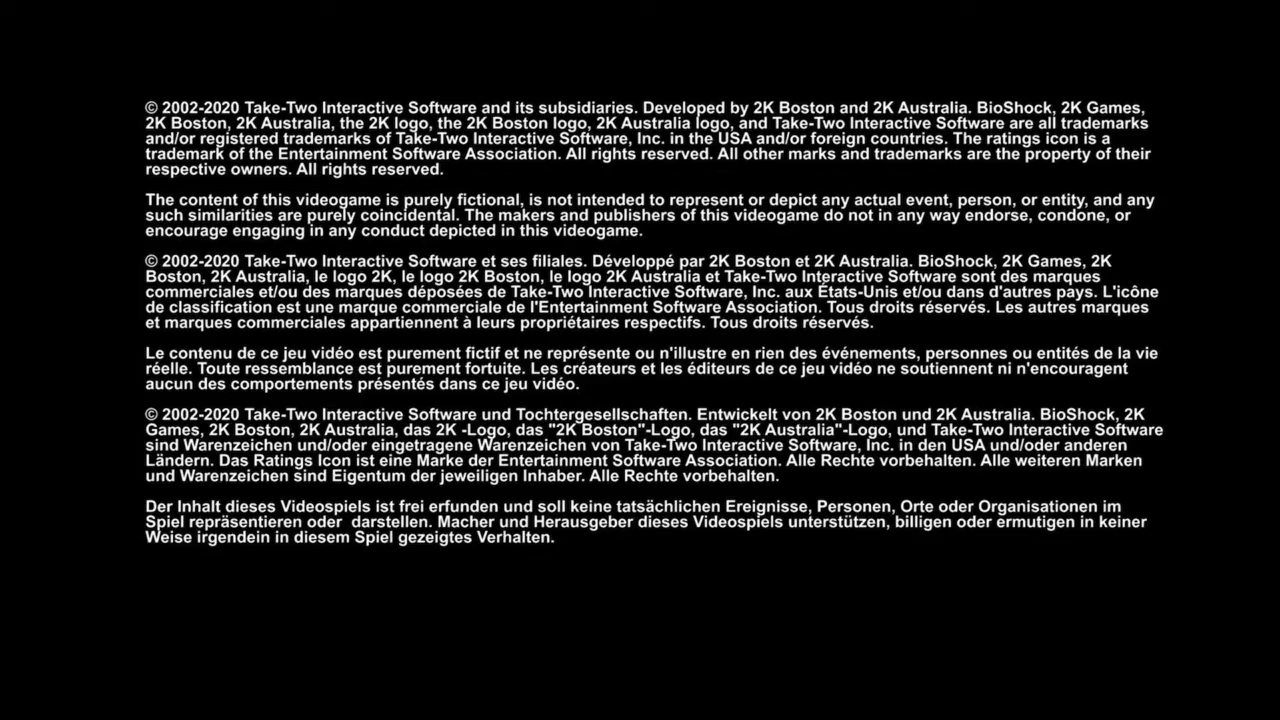 © 2002-2020 Take-Two Interactive Software and its subsidiaries. Developed by 2K Boston and 2K Australia. BioShock, 2K Games,
2K Boston, 2K Australia, the 2K logo, the 2K Boston logo, 2K Australia logo, and Take-Two Interactive Software are all trademarks
and/or registered trademarks of Take-Two Interactive Software, Inc. in the USA and/or foreign countries. The ratings icon is a
trademark of the Entertainment Software Association. All rights reserved. All other marks and trademarks are the property of their
respective owners. All rights reserved.
The content of this videogame is purely fictional, is not intended to represent or depict any actual event, person, or entity, and any
such similarities are purely coincidental. The makers and publishers of this videogame do not in any way endorse, condone, or
encourage engaging in any conduct depicted in this videogame.
© 2002-2020 Take-Two Interactive Software et ses filiales. Développé par 2K Boston et 2K Australia. BioShock, 2K Games, 2K
Boston, 2K Australia, le logo 2K, le logo 2K Boston, le logo 2K Australia et Take-Two Interactive Software sont des marques
commerciales et/ou des marques déposées de Take-Two Interactive Software, Inc. aux États-Unis et/ou dans d'autres pays. L'icône
de classification est une marque commerciale de l'Entertainment Software Association. Tous droits réservés. Les autres marques
et marques commerciales appartiennent à leurs propriétaires respectifs. Tous droits réservés.
Le contenu de ce jeu vidéo est purement fictif et ne représente ou n'illustre en rien des événements, personnes ou entités de la vie
réelle. Toute ressemblance est purement fortuite. Les créateurs et les éditeurs de ce jeu vidéo ne soutiennent ni n'encouragent
aucun des comportements présentés dans ce jeu vidéo.
© 2002-2020 Take-Two Interactive Software und Tochtergesellschaften. Entwickelt von 2K Boston und 2K Australia. BioShock, 2K
Games, 2K Boston, 2K Australia, das 2K -Logo, das "2K Boston"-Logo, das "2K Australia"-Logo, und Take-Two Interactive Software
sind Warenzeichen und/oder eingetragene Warenzeichen von Take-Two Interactive Software, Inc. in den USA und/oder anderen
Ländern. Das Ratings Icon ist eine Marke der Entertainment Software Association. Alle Rechte vorbehalten. Alle weiteren Marken
und Warenzeichen sind Eigentum der jeweiligen Inhaber. Alle Rechte vorbehalten.
Der Inhalt dieses Videospiels ist frei erfunden und soll keine tatsächlichen Ereignisse, Personen, Orte oder Organisationen im
Spiel repräsentieren oder  darstellen. Macher und Herausgeber dieses Videospiels unterstützen, billigen oder ermutigen in keiner
Weise irgendein in diesem Spiel gezeigtes Verhalten.